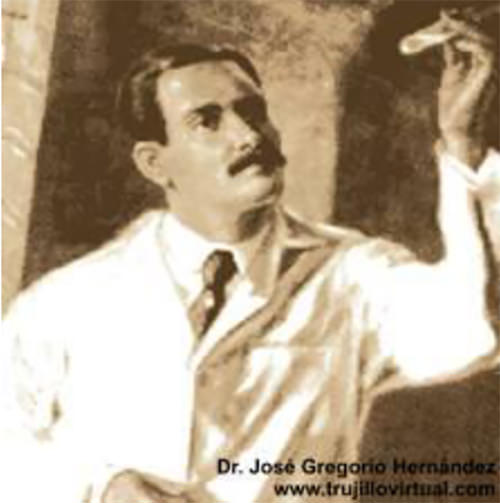 Dr. José Gregorio Hernández
www.trujillovirtual.com